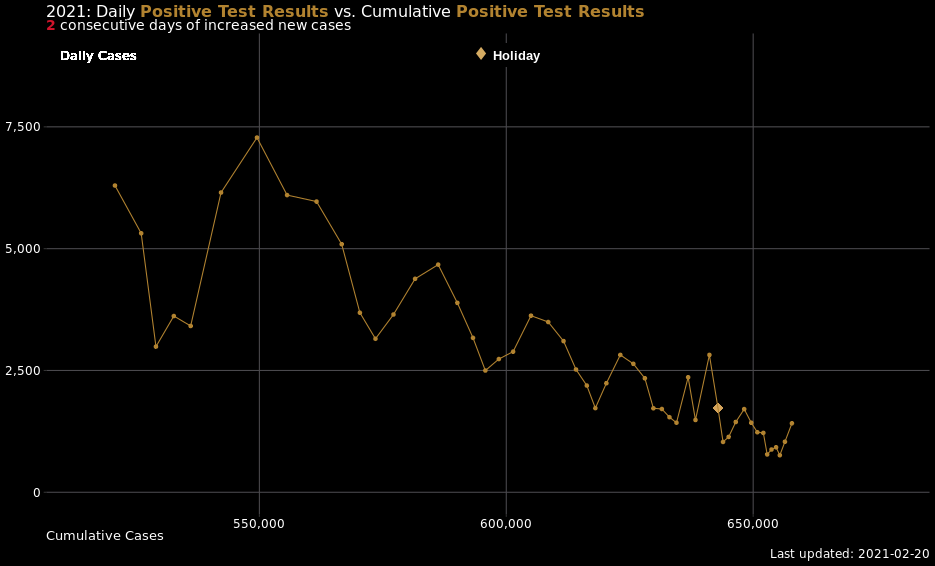 2021: Daily Positive Test Results vs. Cumulative Positive Test Results
2 consecutive days of increased new cases
Daily Cases
Holiday
7,500
5,000
2,500
0
550,000
600,000
650,000
Cumulative Cases
Last updated: 2021-02-20